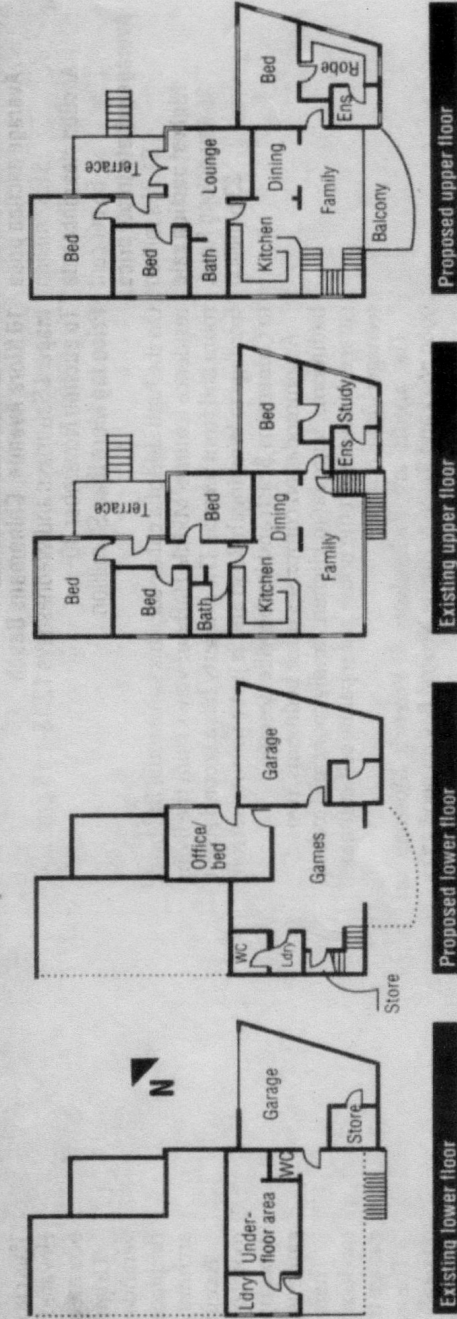 Ldry
Under-
floor area
WC
Garage
Store
N
Existing lower floor
WC
Ldry
Office/
bed
Games
Garage
Store
Proposed lower floor
Bed
Terrace
Bed
Bath
Bed
Kitchen
Dining
Bed
Family
Ens
Study
Existing upper floor
Bed
Terrace
Bed
Bath
Lounge
Kitchen
Dining
Bed
Family
Ens
Robe
Balcony
Proposed upper floor